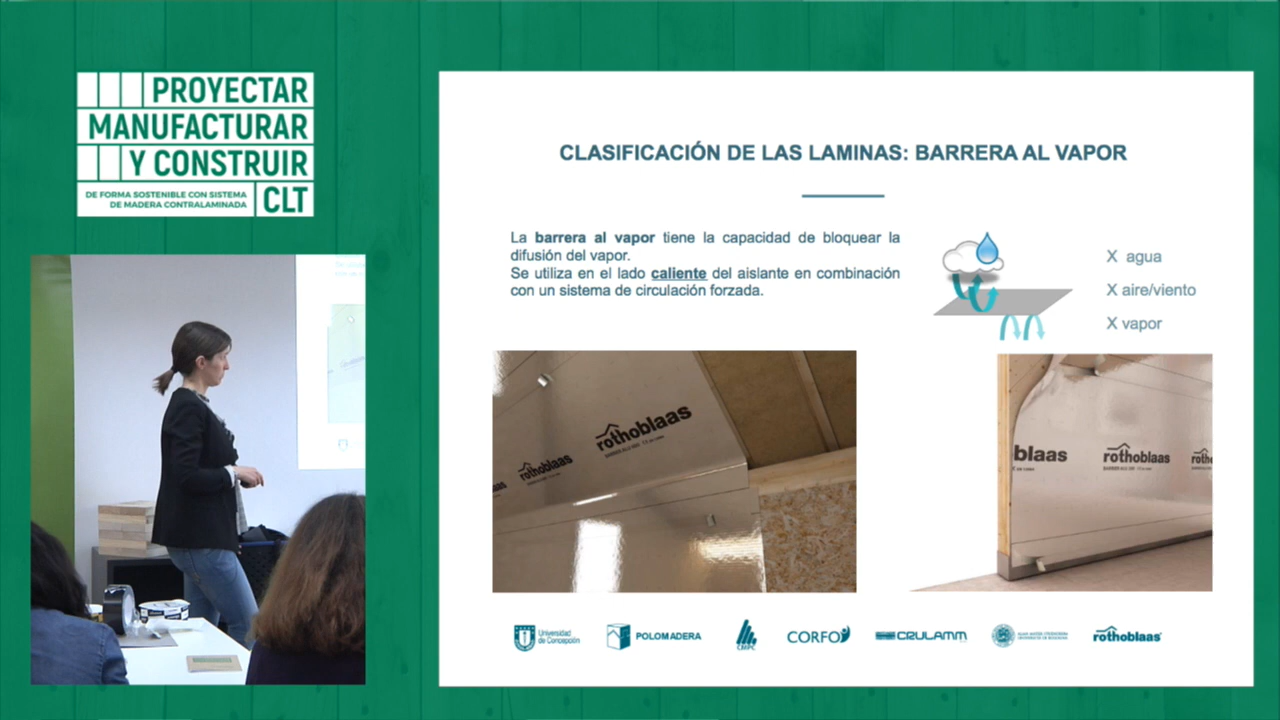 PROYECTAR
MANUFACTURAR
Y CONSTRUIR
DE FORMA SOSTENIBLE CON SISTEMA
DE MADERA CONTRALAMINADA
CLT
CLASIFICACIÓN DE LAS LAMINAS: BARRERA AL VAPOR
La barrera al vapor tiene la capacidad de bloquear la
difusión del vapor.
Se utiliza en el lado caliente del aislante en combinación
con un sistema de circulación forzada.
X agua
X aire/viento
X vapor
rothoblaas
rothoblaas
blaas
rothoblaas
Universidad
de Concepción
POLOMADERA
CMPC
CORFO
CRULAMM
rothoblaas